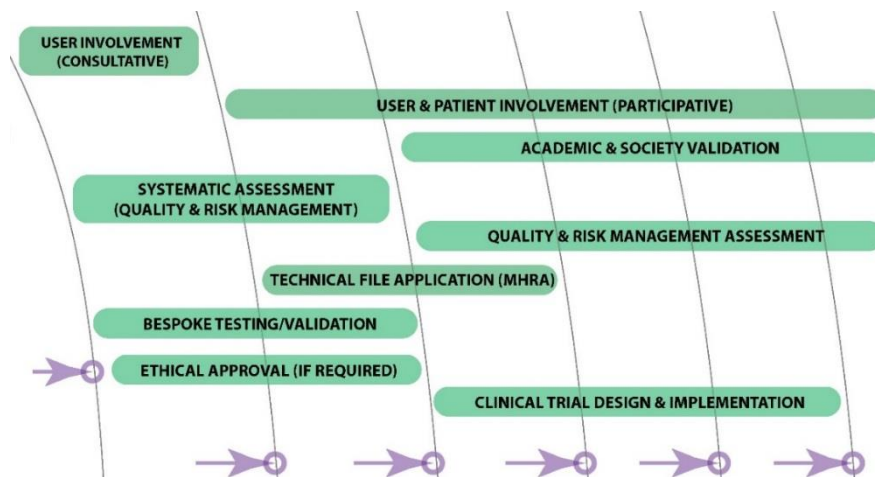 USER INVOLVEMENT
(CONSULTATIVE)
USER & PATIENT INVOLVEMENT (PARTICIPATIVE)
ACADEMIC & SOCIETY VALIDATION
SYSTEMATIC ASSESSMENT
(QUALITY & RISK MANAGEMENT)
QUALITY & RISK MANAGEMENT ASSESSMENT
TECHNICAL FILE APPLICATION (MHRA)
BESPOKE TESTING/VALIDATION
ETHICAL APPROVAL (IF REQUIRED)
CLINICAL TRIAL DESIGN & IMPLEMENTATION